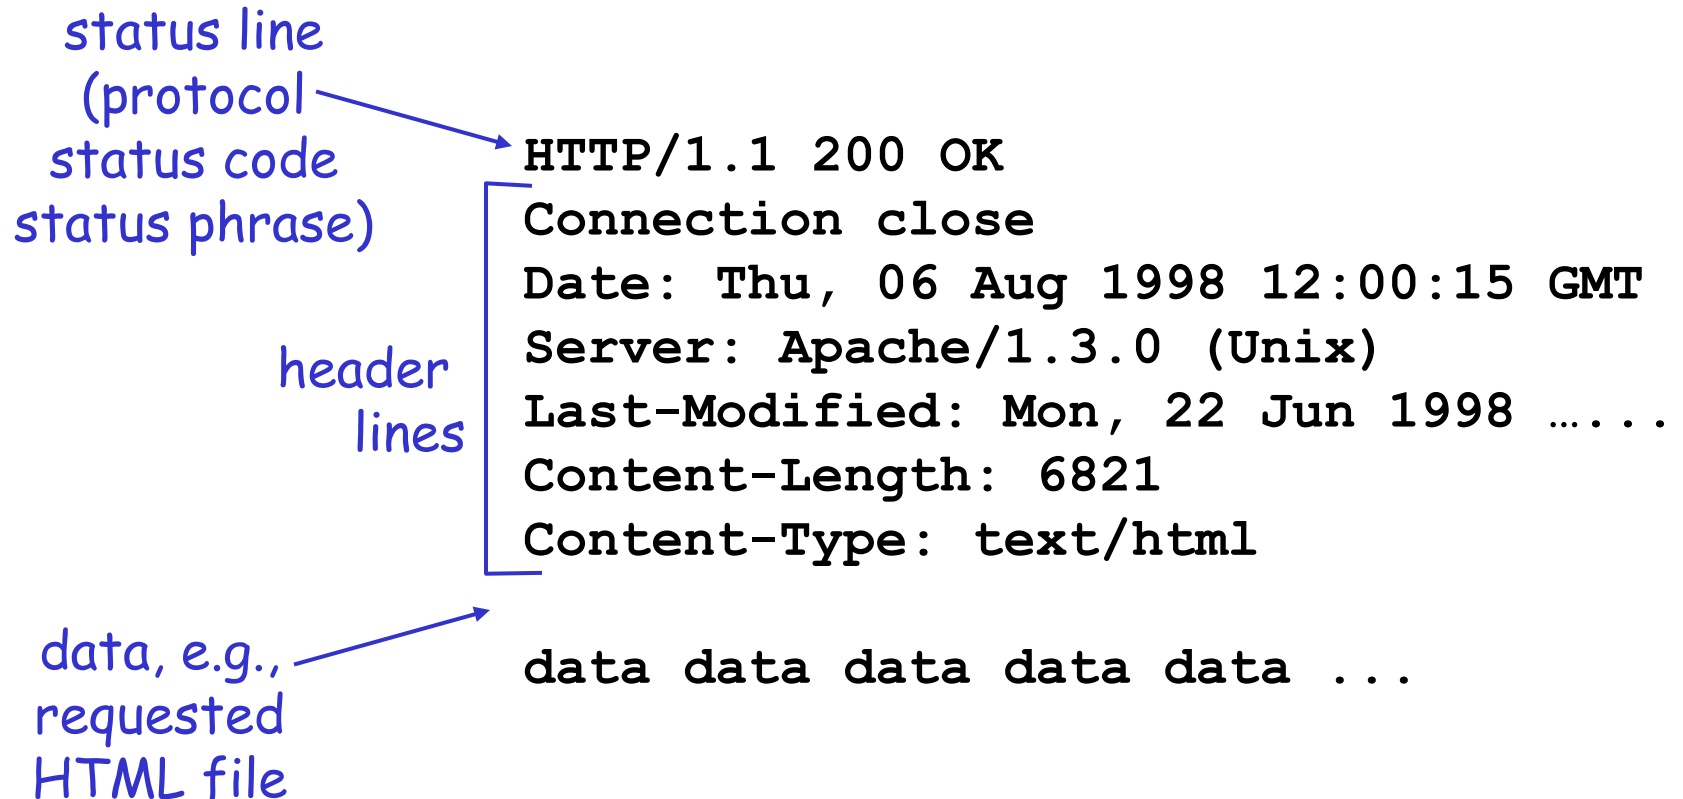 status line
(protocol
status code
status phrase)
HTTP/1.1 200 OK
Connection close
Date: Thu, 06 Aug 1998 12:00:15 GMT
Server: Apache/1.3.0 (Unix)
Last-Modified: Mon, 22 Jun 1998 …...
Content-Length: 6821
Content-Type: text/html
header
lines
data, e.g.,
requested
HTML file
data data data data data ...